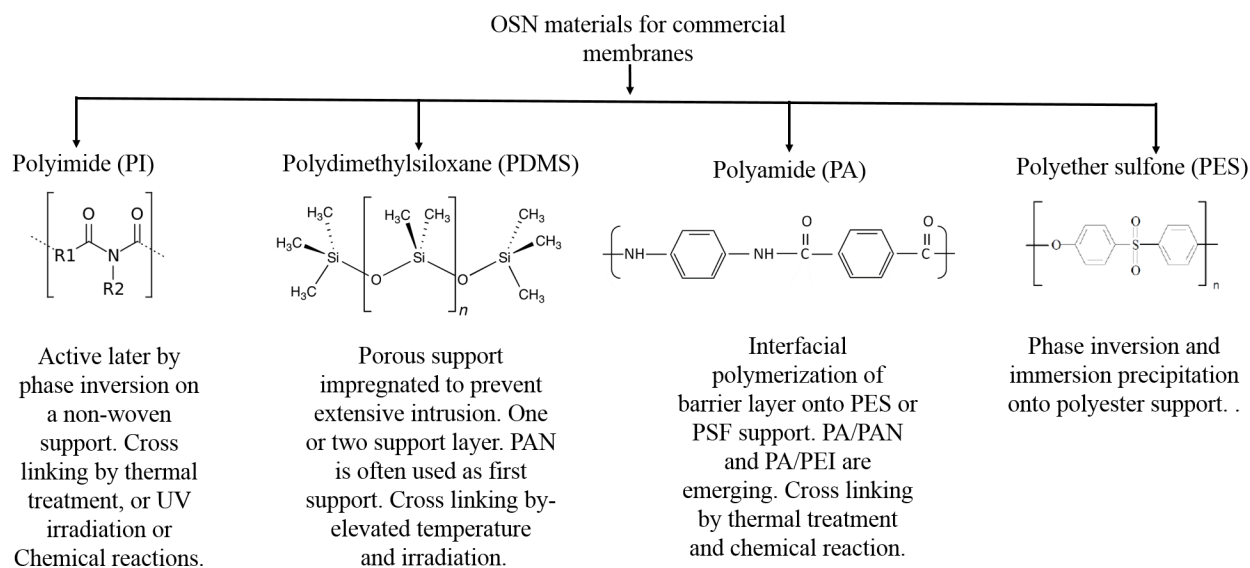 OSN materials for commercial
membranes
Polyimide (PI)
O
O
R1
N
R2
Active later by
phase inversion on
a non-woven
support. Cross
linking by thermal
treatment, or UV
irradiation or
Chemical reactions.
Polydimethylsiloxane (PDMS)
H₃C
H₃C
CH₃
CH₃
H₃C
Si
Si
Si
CH₃
H₃C
O
O
CH₃
n
Porous support
impregnated to prevent
extensive intrusion. One
or two support layer. PAN
is often used as first
support. Cross linking by-
elevated temperature
and irradiation.
Polyamide (PA)
O
O
NH
NH
C
C
Interfacial
polymerization of
barrier layer onto PES or
PSF support. PA/PAN
and PA/PEI are
emerging. Cross linking
by thermal treatment
and chemical reaction.
Polyether sulfone (PES)
O
O
S
O
n
Phase inversion and
immersion precipitation
onto polyester support. .